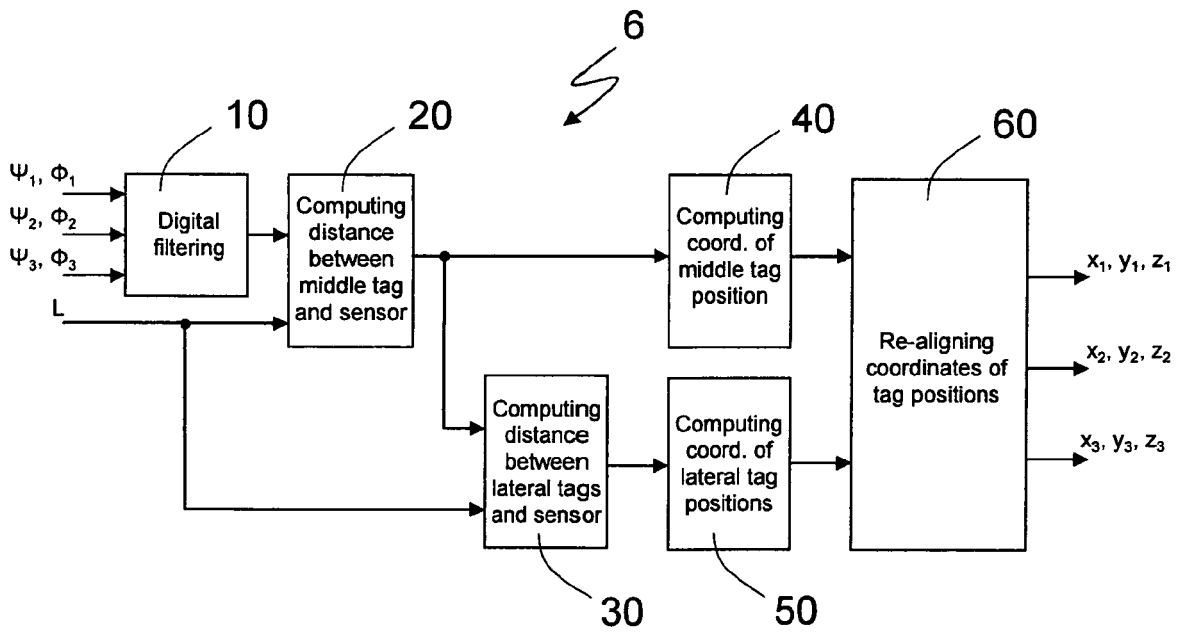 6
10
20
40
60
Ψ₁, Φ₁
Ψ₂, Φ₂
Ψ₃, Φ₃
L
Digital
filtering
Computing
distance
between
middle tag
and sensor
Computing
coord. of
middle tag
position
Computing
distance
between
lateral tags
and sensor
Computing
coord. of
lateral tag
positions
Re-aligning
coordinates of
tag positions
x₁, y₁, z₁
x₂, y₂, z₂
x₃, y₃, z₃
30
50